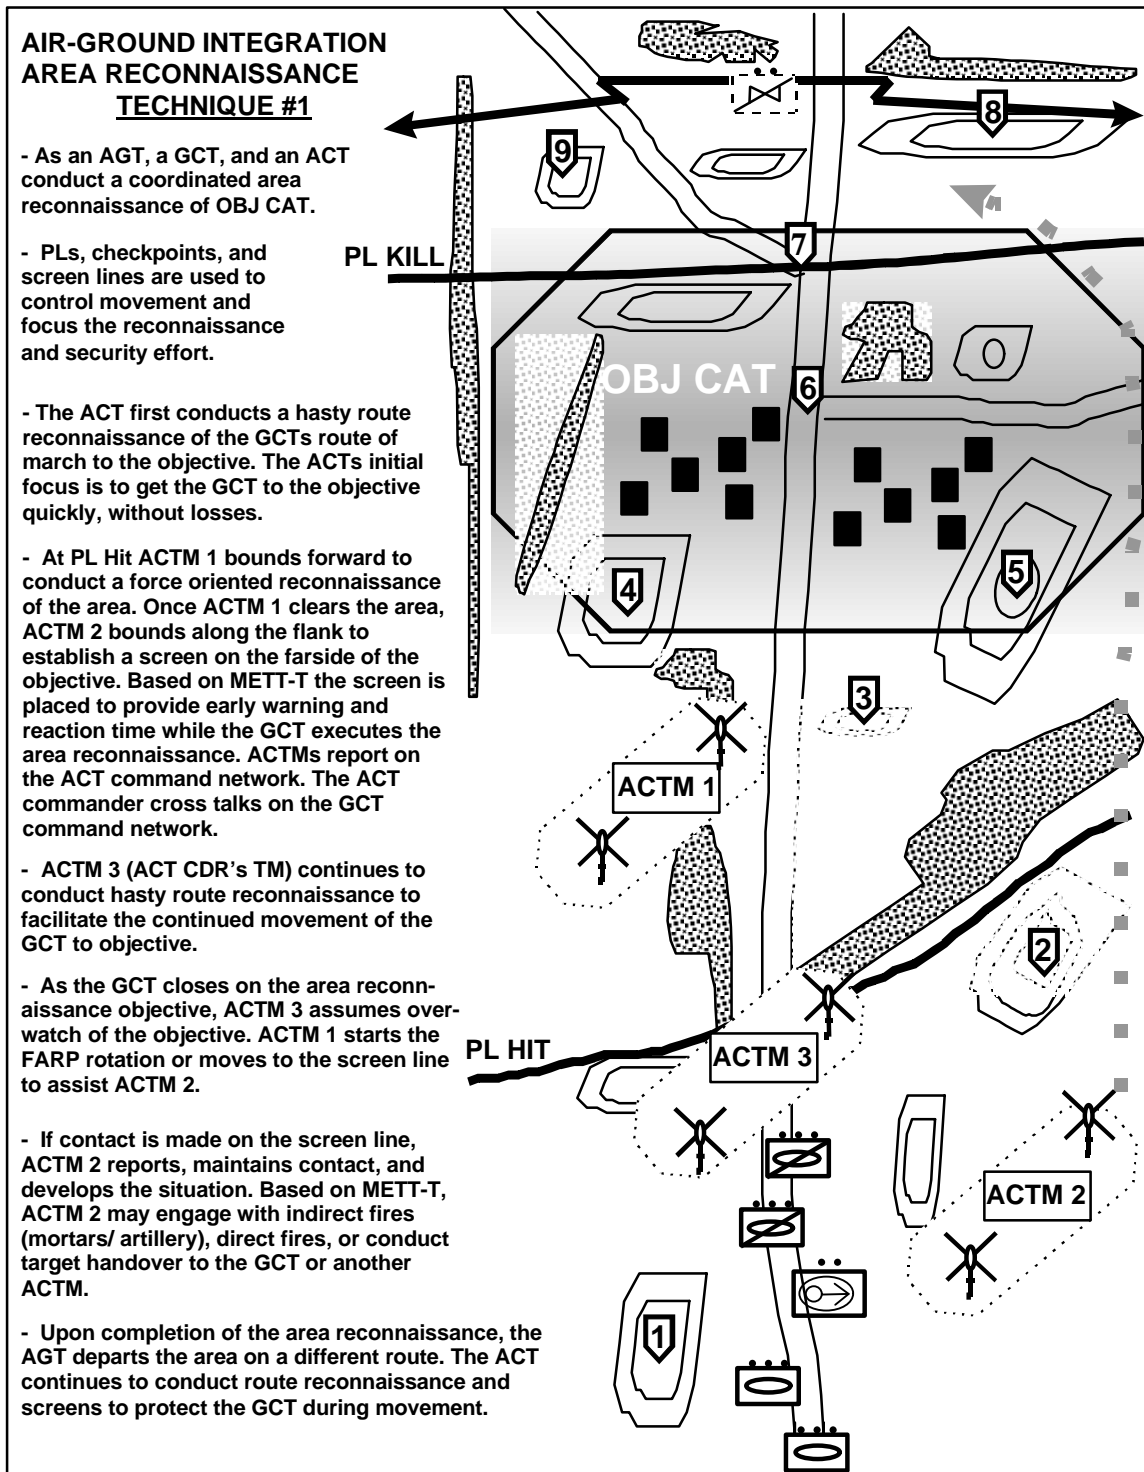 AIR-GROUND INTEGRATION
AREA RECONNAISSANCE
TECHNIQUE #1
- As an AGT, a GCT, and an ACT
conduct a coordinated area
reconnaissance of OBJ CAT.
- PLs, checkpoints, and
screen lines are used to
control movement and
focus the reconnaissance
and security effort.
- The ACT first conducts a hasty route
reconnaissance of the GCTs route of
march to the objective. The ACTs initial
focus is to get the GCT to the objective
quickly, without losses.
- At PL Hit ACTM 1 bounds forward to
conduct a force oriented reconnaissance
of the area. Once ACTM 1 clears the area,
ACTM 2 bounds along the flank to
establish a screen on the farside of the
objective. Based on METT-T the screen is
placed to provide early warning and
reaction time while the GCT executes the
area reconnaissance. ACTMs report on
the ACT command network. The ACT
commander cross talks on the GCT
command network.
- ACTM 3 (ACT CDR’s TM) continues to
conduct hasty route reconnaissance to
facilitate the continued movement of the
GCT to objective.
- As the GCT closes on the area reconn-
aissance objective, ACTM 3 assumes over-
watch of the objective. ACTM 1 starts the
FARP rotation or moves to the screen line
to assist ACTM 2.
- If contact is made on the screen line,
ACTM 2 reports, maintains contact, and
develops the situation. Based on METT-T,
ACTM 2 may engage with indirect fires
(mortars/ artillery), direct fires, or conduct
target handover to the GCT or another
ACTM.
- Upon completion of the area reconnaissance, the
AGT departs the area on a different route. The ACT
continues to conduct route reconnaissance and
screens to protect the GCT during movement.
8
9
7
PL KILL
OBJ CAT
6
5
4
3
ACTM 1
2
PL HIT
ACTM 3
ACTM 2
1